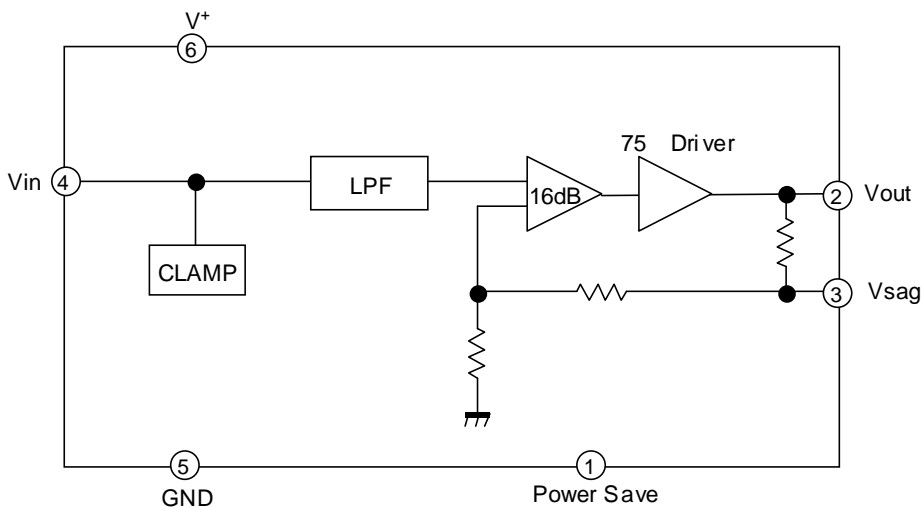 V+
6
75 Driver
Vin
4
LPF
16dB
2
Vout
CLAMP
3
Vsag
5
1
GND
Power Save